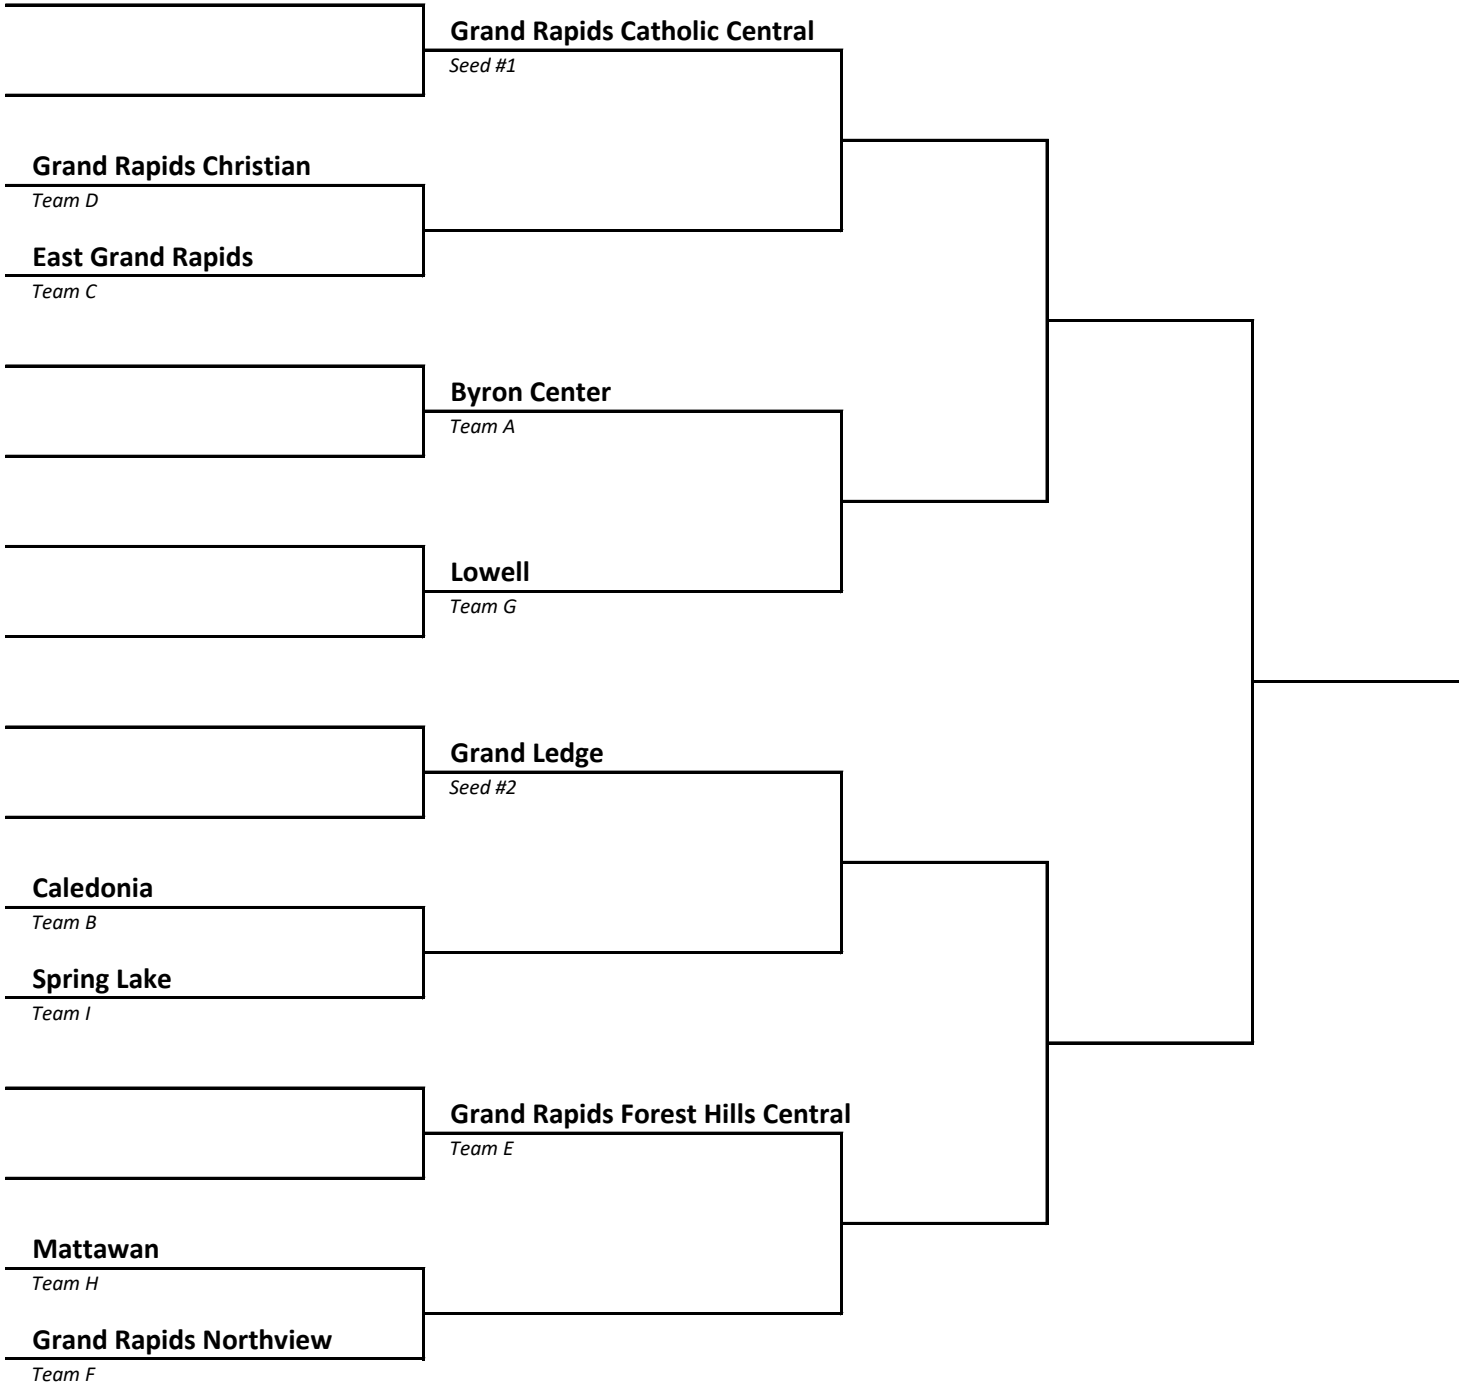 Grand Rapids Catholic Central
Seed #1
Grand Rapids Christian
Team D
East Grand Rapids
Team C
Byron Center
Team A
Lowell
Team G
Grand Ledge
Seed #2
Caledonia
Team B
Spring Lake
Team I
Grand Rapids Forest Hills Central
Team E
Mattawan
Team H
Grand Rapids Northview
Team F